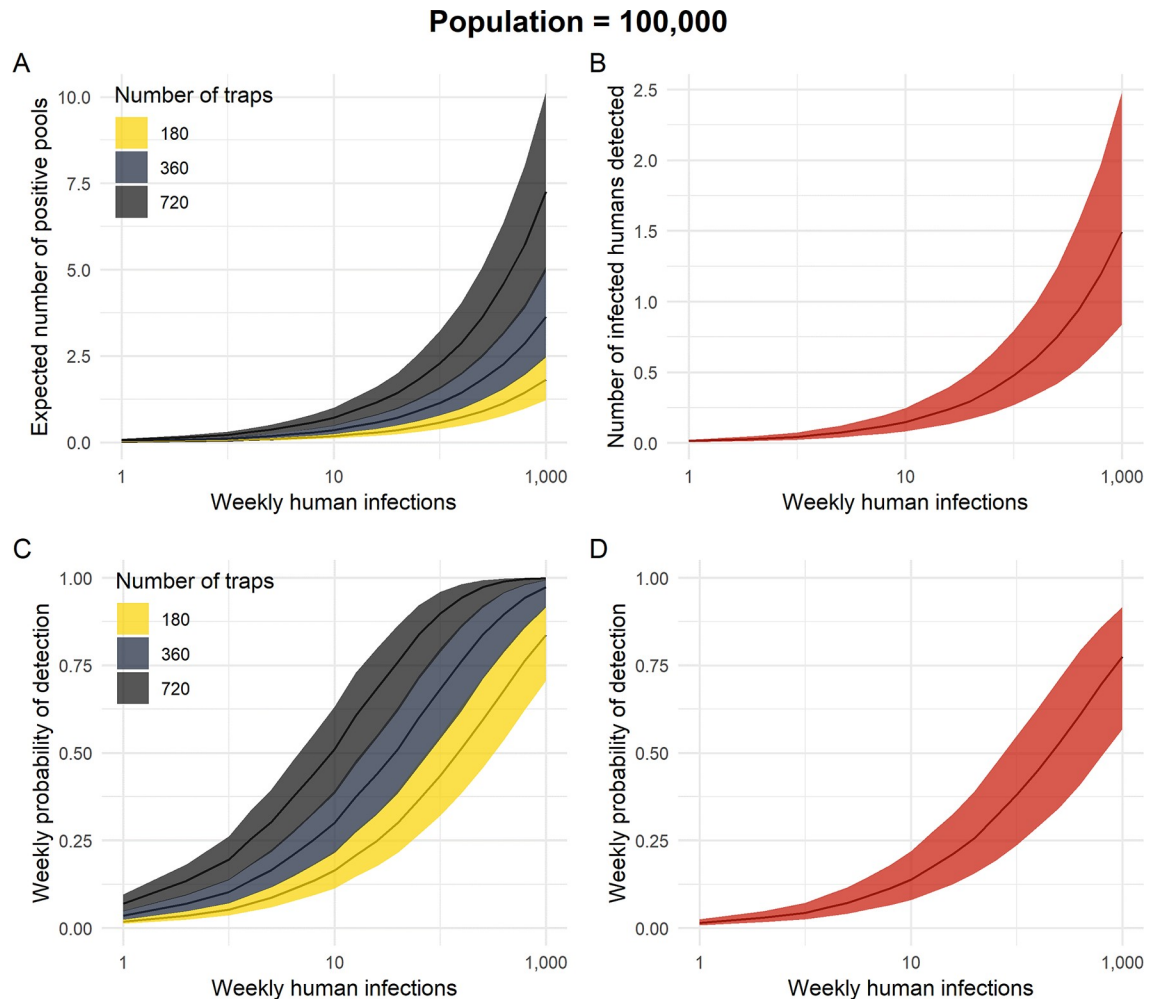 Population = 100,000
A
Expected number of positive pools
10.0
7.5
5.0
2.5
0.0
Number of traps
180
360
720
1
10
1,000
Weekly human infections
B
Number of infected humans detected
2.5
2.0
1.5
1.0
0.5
0.0
1
10
1,000
Weekly human infections
C
Weekly probability of detection
1.00
0.75
0.50
0.25
0.00
Number of traps
180
360
720
1
10
1,000
Weekly human infections
D
Weekly probability of detection
1.00
0.75
0.50
0.25
0.00
1
10
1,000
Weekly human infections